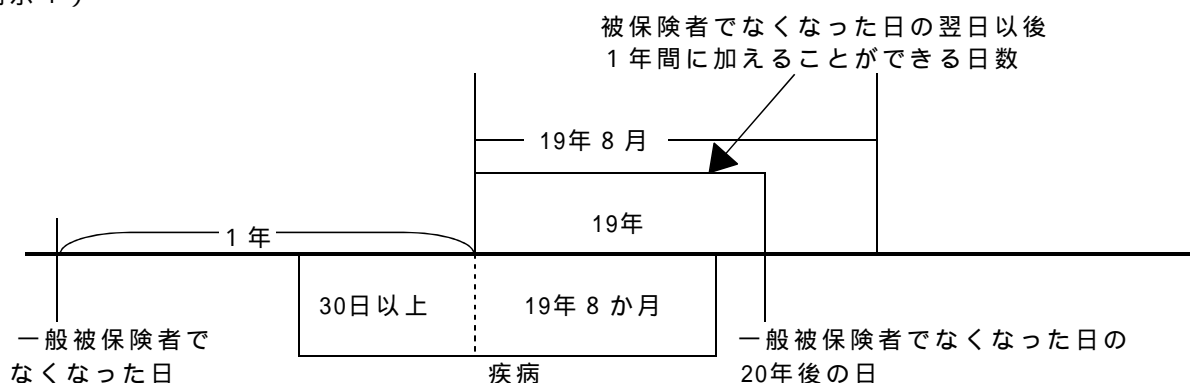 被保険者でなくなった日の翌日以後
１年間に加えることができる日数
19年８月
19年
１年
30日以上
19年８か月
一般被保険者で
なくなった日
疾病
一般被保険者でなくなった日の
20年後の日